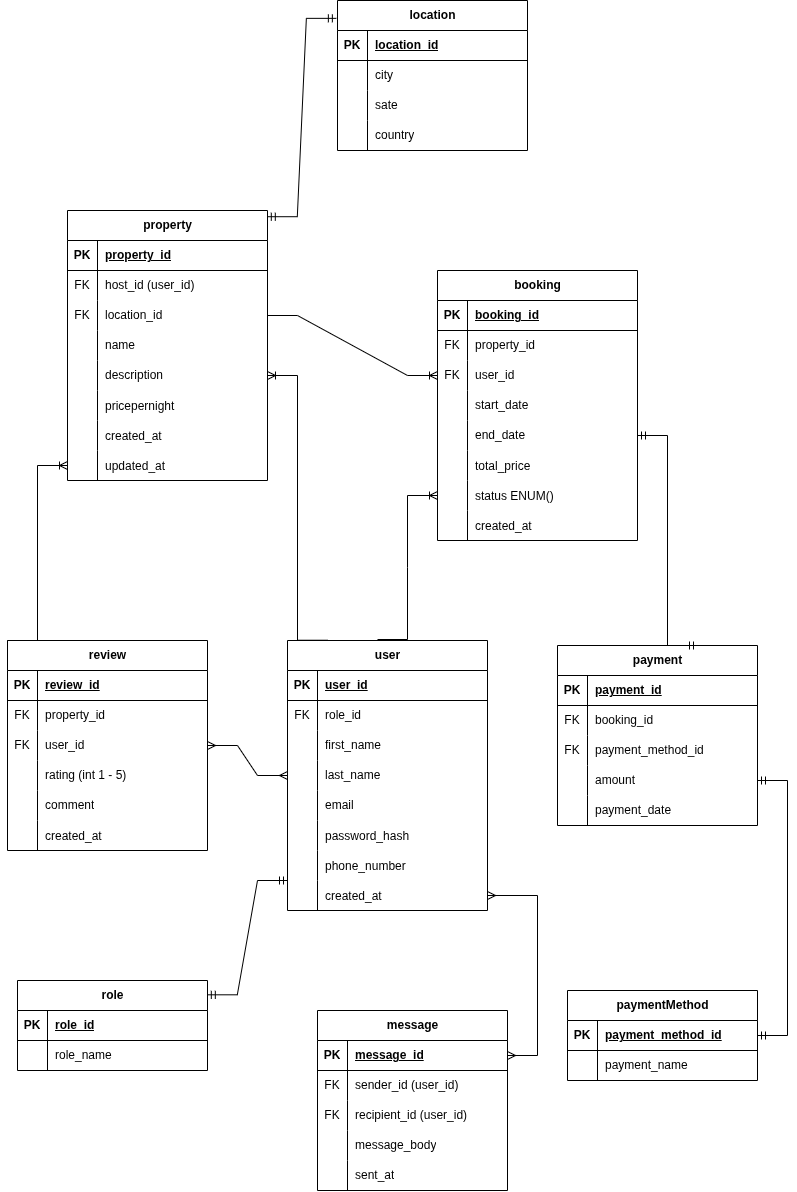 location
PK location_id
city
sate
country
property
PK property_id
FK host_id (user_id)
FK location_id
name
description
pricepernight
created_at
updated_at
booking
PK booking_id
FK property_id
FK user_id
start_date
end_date
total_price
status ENUM()
created_at
review
PK review_id
FK property_id
FK user_id
rating (int 1 - 5)
comment
created_at
user
PK user_id
FK role_id
first_name
last_name
email
password_hash
phone_number
created_at
payment
PK payment_id
FK booking_id
FK payment_method_id
amount
payment_date
role
PK role_id
role_name
message
PK message_id
FK sender_id (user_id)
FK recipient_id (user_id)
message_body
sent_at
paymentMethod
PK payment_method_id
payment_name